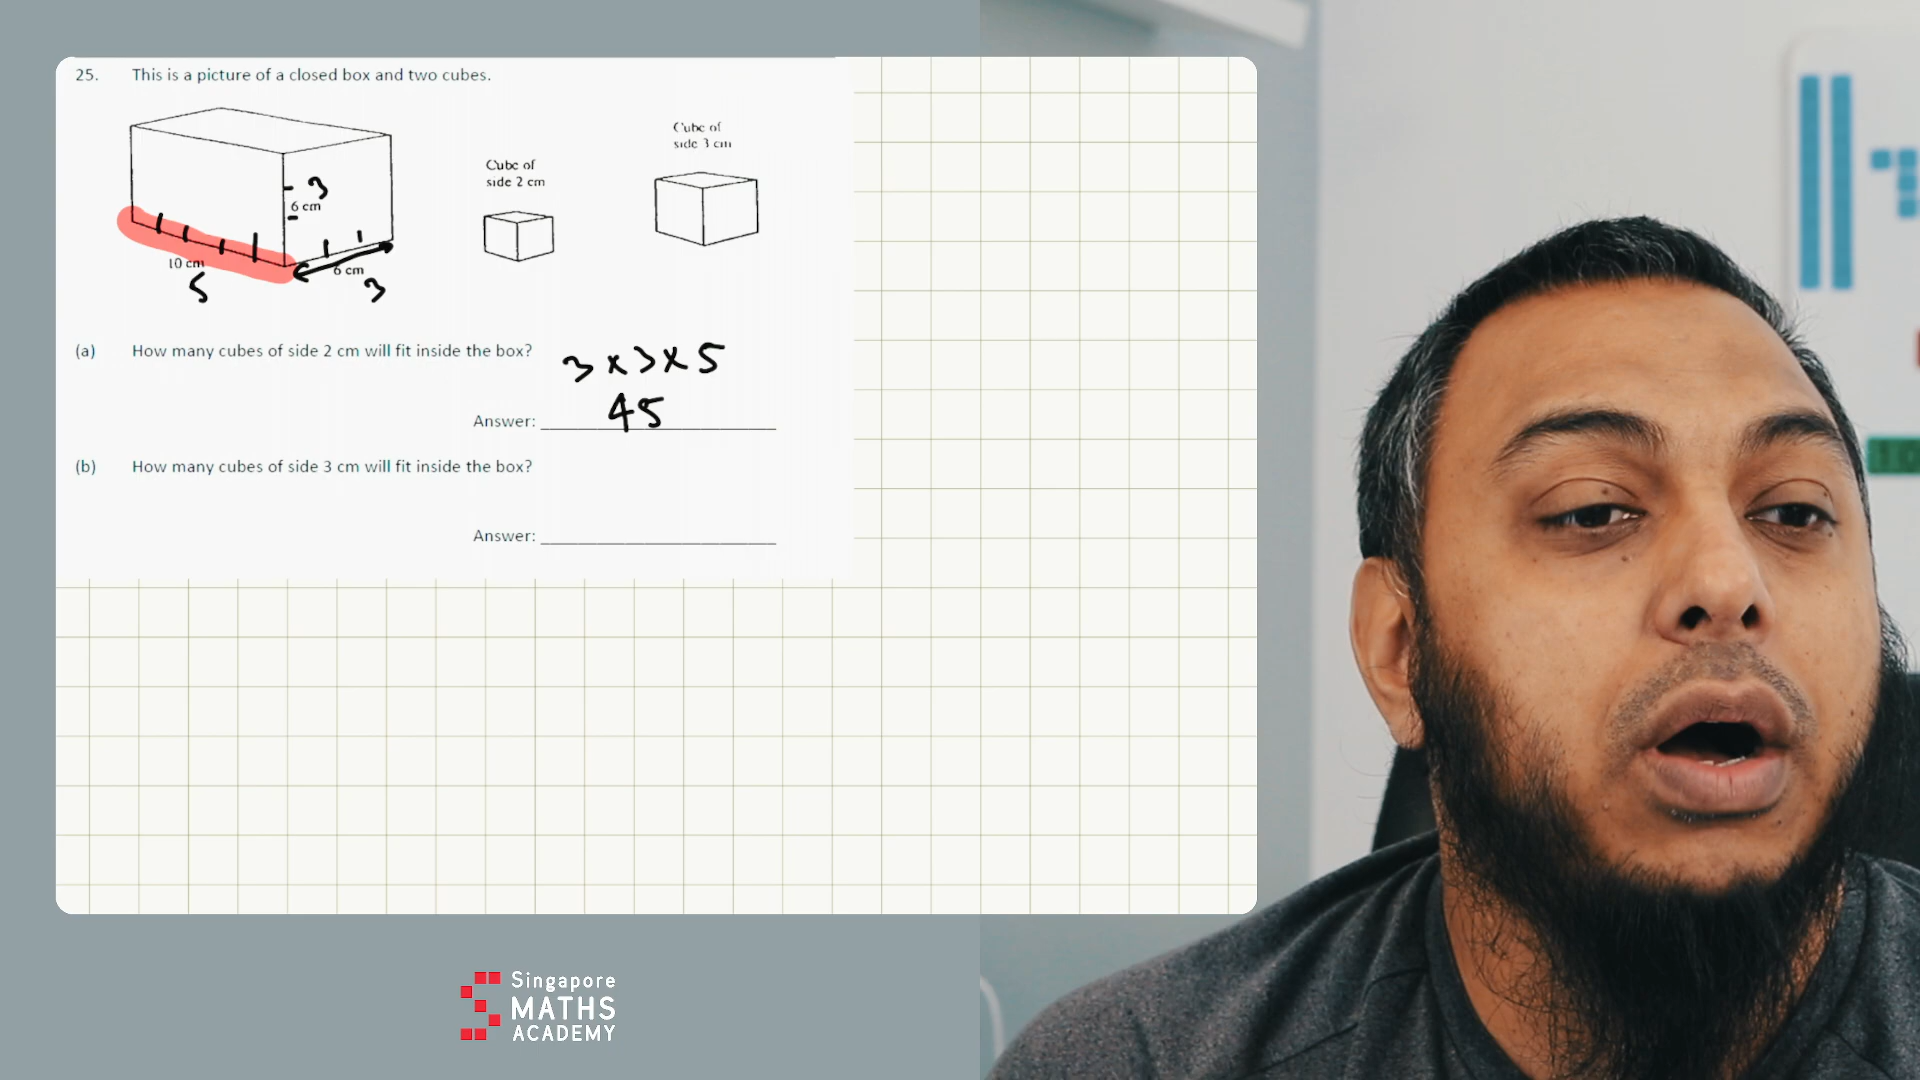 25. This is a picture of a closed box and two cubes.
Cube of
side 3 cm
Cube of
side 2 cm
3
6 cm
10 cm
6 cm
5
3
(a) How many cubes of side 2 cm will fit inside the box?
3 x 3 x 5
Answer: 45
(b) How many cubes of side 3 cm will fit inside the box?
Answer:
Singapore
MATHS
ACADEMY